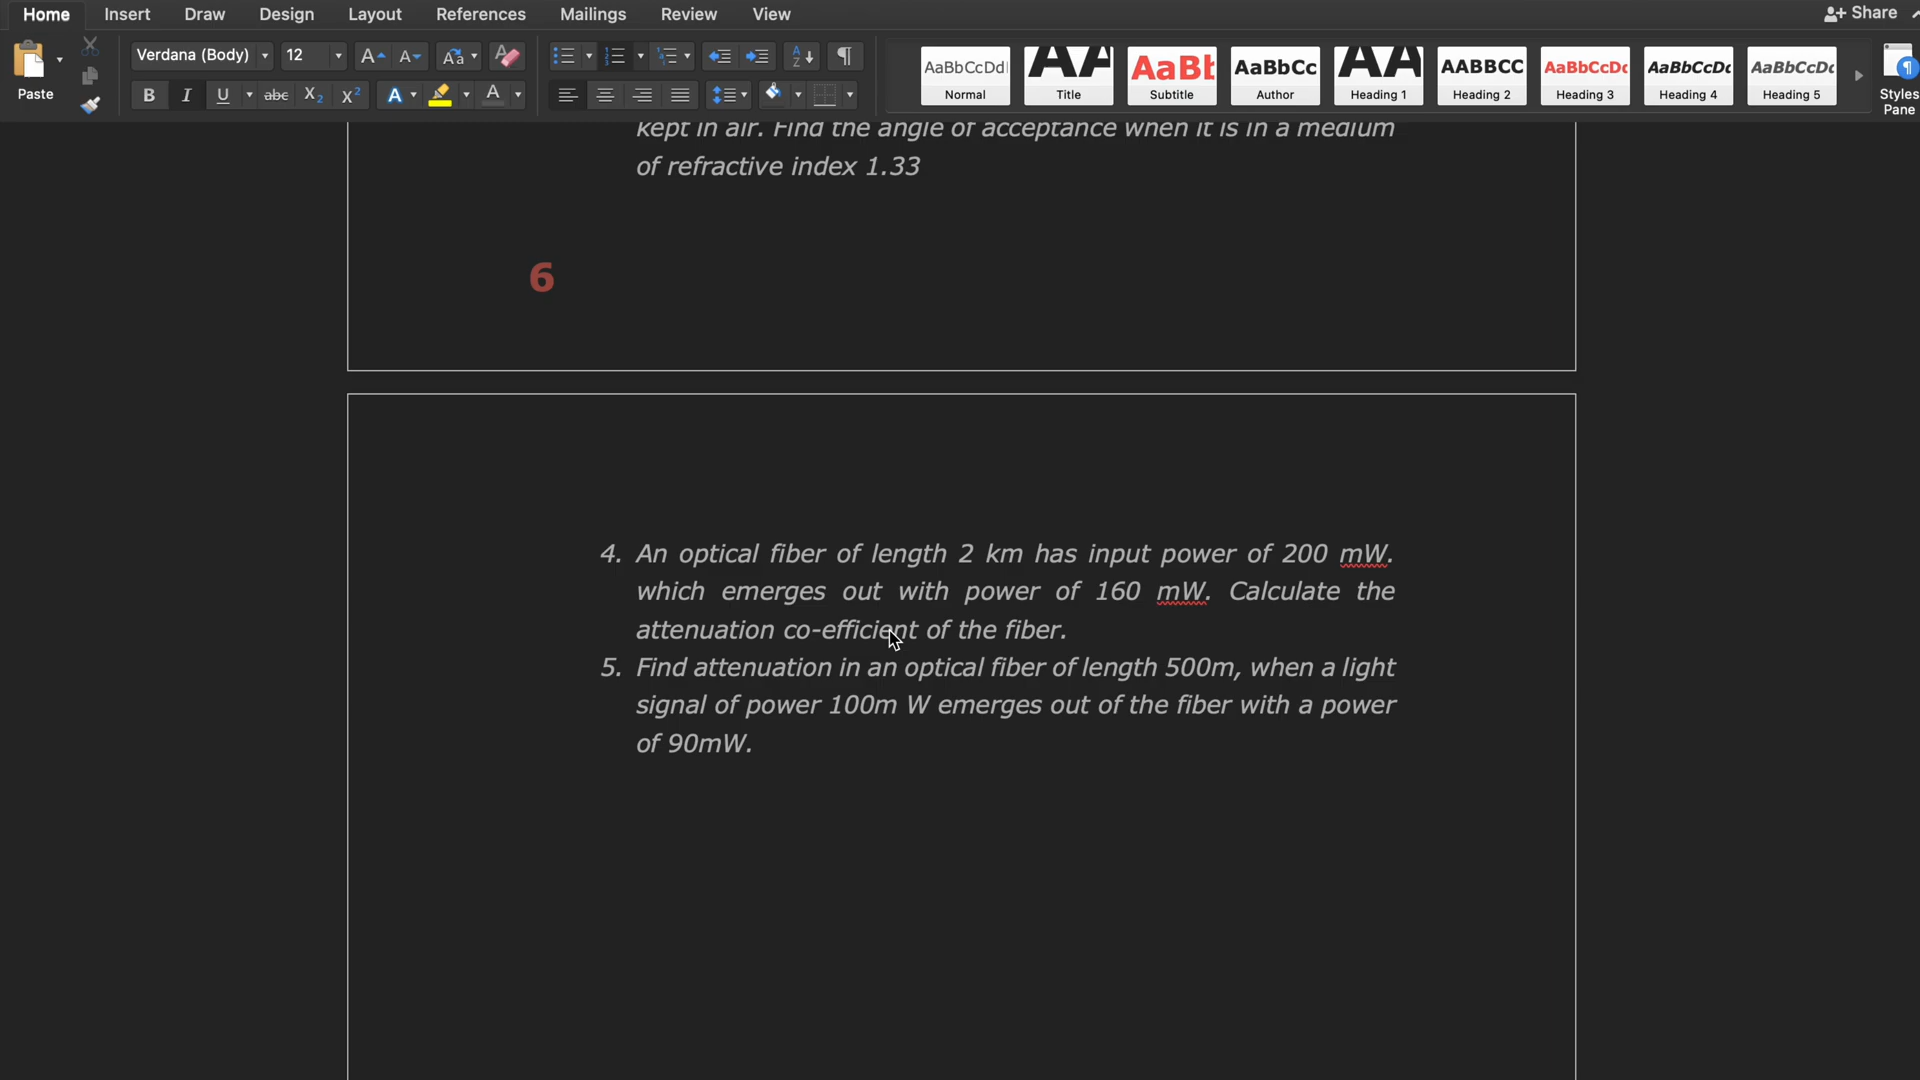 Home Insert Draw Design Layout References Mailings Review View Share
Verdana (Body) 12
Paste
B I U abc X2 X2 A A
AaBbCcDd AA AaBb AaBbCc AA AABBCC AaBbCcDc AaBbCcDc AaBbCcDc
Normal Title Subtitle Author Heading 1 Heading 2 Heading 3 Heading 4 Heading 5
Styles
Pane
kept in air. Find the angle of acceptance when it is in a medium
of refractive index 1.33
6
4. An optical fiber of length 2 km has input power of 200 mW.
which emerges out with power of 160 mW. Calculate the
attenuation co-efficient of the fiber.
5. Find attenuation in an optical fiber of length 500m, when a light
signal of power 100m W emerges out of the fiber with a power
of 90mW.